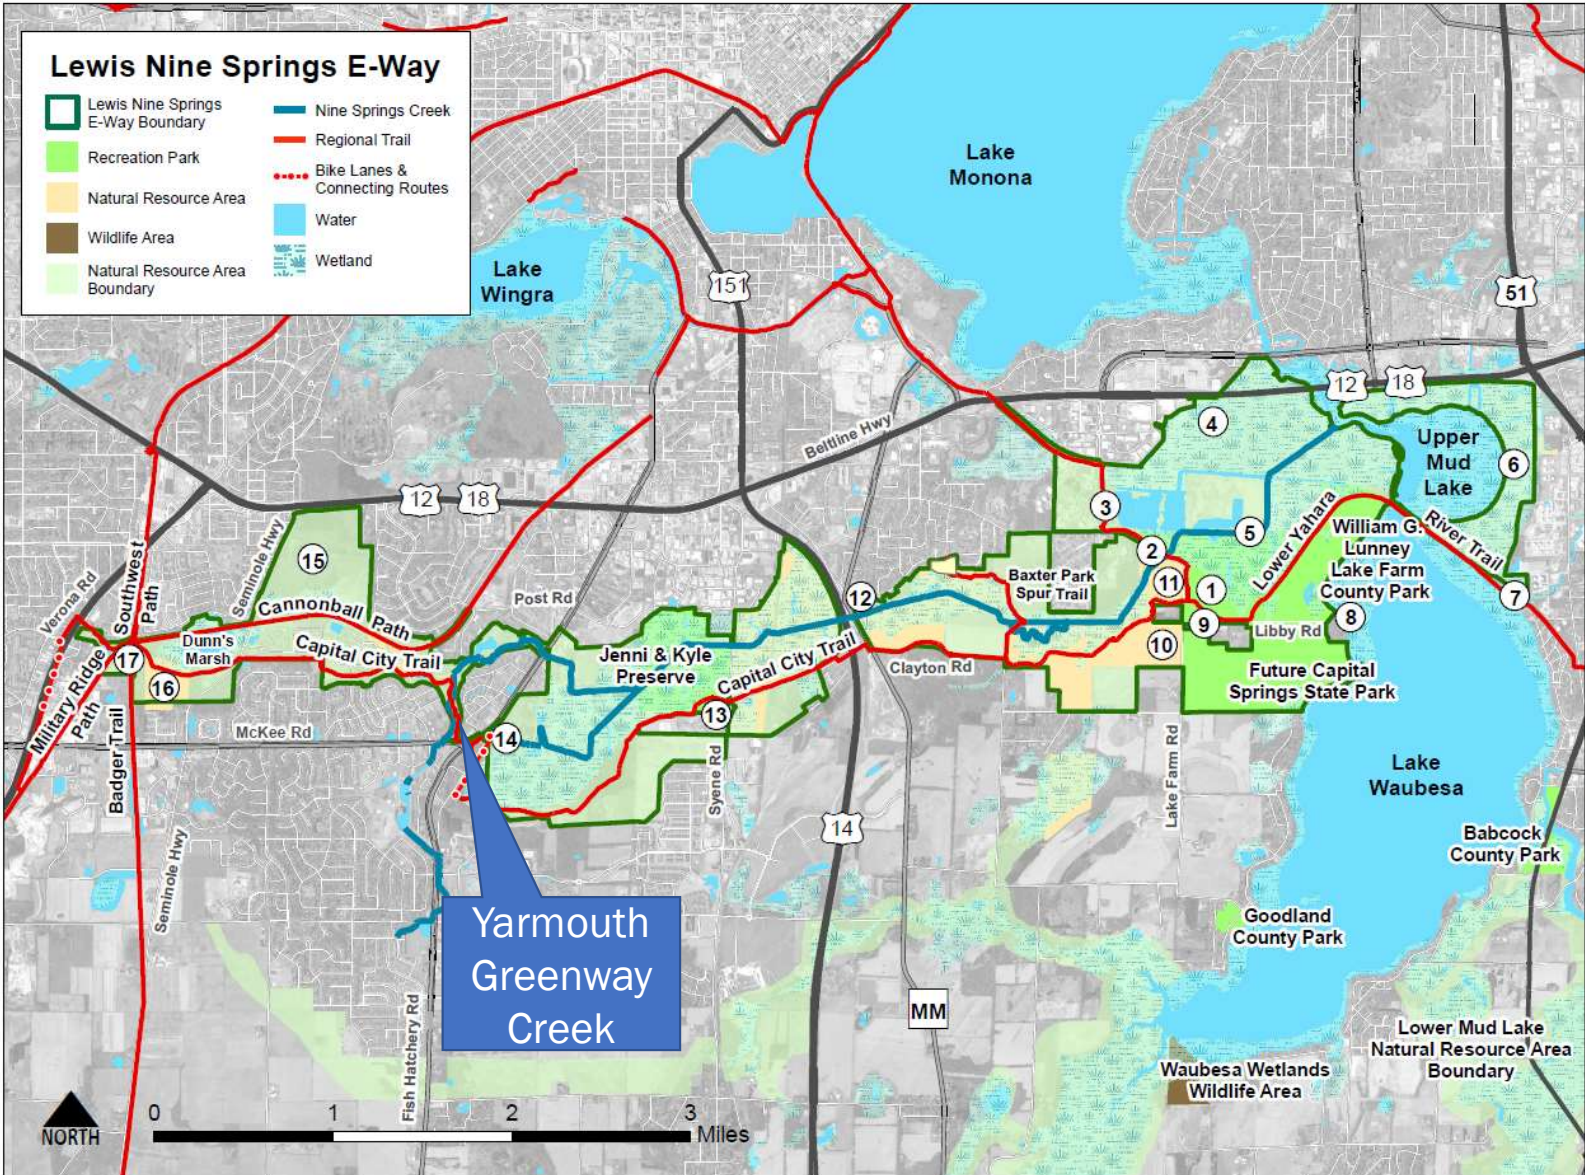 Lewis Nine Springs E-Way
Lewis Nine Springs
E-Way Boundary
Recreation Park
Natural Resource Area
Wildlife Area
Natural Resource Area
Boundary
Nine Springs Creek
Regional Trail
Bike Lanes &
Connecting Routes
Water
Wetland
Lake
Monona
Lake
Wingra
151
51
12
18
4
Upper
Mud
Lake
6
Beltline Hwy
12
18
3
Lower Yahara
River Trail
William G.
Lunney
Lake Farm
County Park
5
2
Seminole Hwy
15
Southwest
Path
Verona Rd
Cannonball Path
Post Rd
Baxter Park
Spur Trail
11
1
7
12
8
9
Libby Rd
Dunn's
Marsh
Capital City Trail
17
16
Jenni & Kyle
Preserve
Capital City Trail
Clayton Rd
10
Future Capital
Springs State Park
Military Ridge
Path
Badger Trail
McKee Rd
14
13
Syene Rd
Lake Farm Rd
Lake
Waubesa
14
Seminole Hwy
Babcock
County Park
Yarmouth
Greenway
Creek
Goodland
County Park
Fish Hatchery Rd
MM
Lower Mud Lake
Natural Resource Area
Boundary
Waubesa Wetlands
Wildlife Area
NORTH
0 1 2 3
Miles